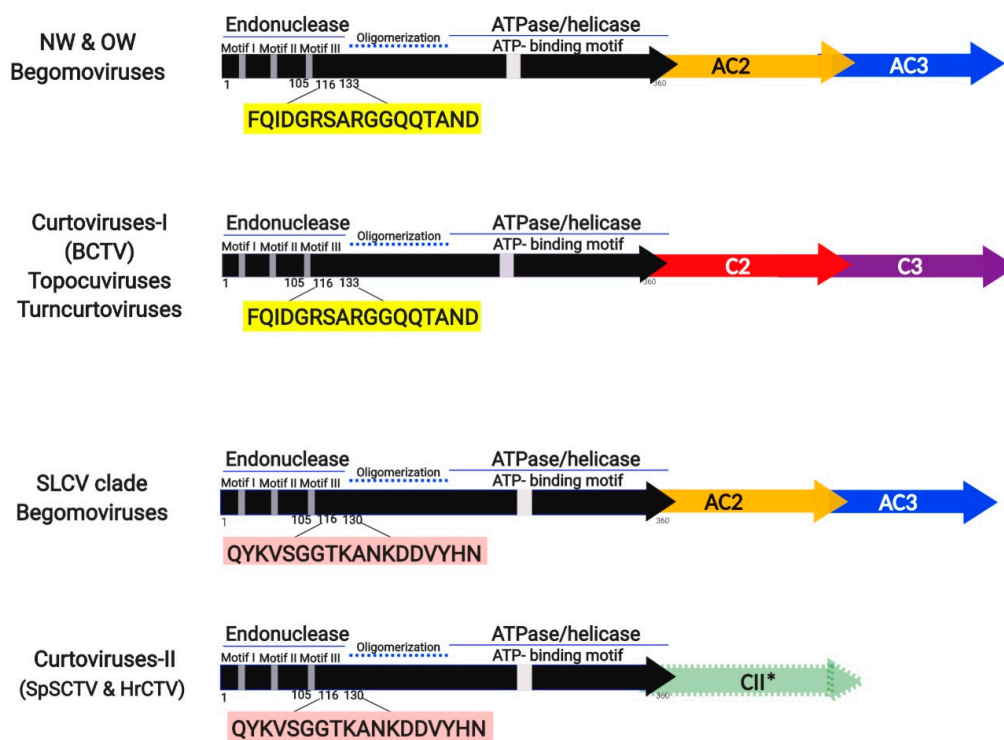 NW & OW
Begomoviruses
Endonuclease
ATPase/helicase
Motif I Motif II Motif III
Oligomerization
ATP- binding motif
AC2
AC3
1
105 116 133
360
FQIDGRSARGGQQTAND
Curtoviruses-I
(BCTV)
Topocuviruses
Turncurtoviruses
Endonuclease
ATPase/helicase
Motif I Motif II Motif III
Oligomerization
ATP- binding motif
C2
C3
1
105 116 133
360
FQIDGRSARGGQQTAND
SLCV clade
Begomoviruses
Endonuclease
ATPase/helicase
Motif I Motif II Motif III
Oligomerization
ATP- binding motif
AC2
AC3
1
105 116 130
360
QYKVSGGTKANKDDVYHN
Curtoviruses-II
(SpSCTV & HrCTV)
Endonuclease
ATPase/helicase
Motif I Motif II Motif III
Oligomerization
ATP- binding motif
CII*
1
105 116 130
360
QYKVSGGTKANKDDVYHN